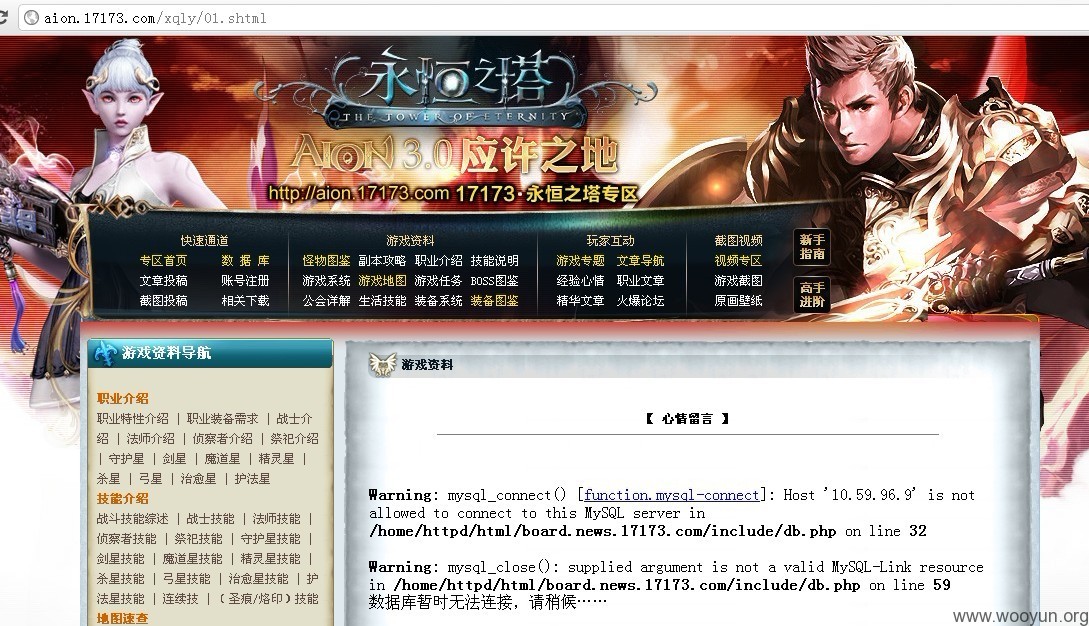 aion.17173.com/xqly/01.shtml
永恒之塔
THE TOWER OF ETERNITY
AION 3.0 应许之地
http://aion.17173.com 17173·永恒之塔专区
快速通道 游戏资料 玩家互动 截图视频
专区首页 数 据 库 怪物图鉴 副本攻略 职业介绍 技能说明 游戏专题 文章导航 视频专区
文章投稿 账号注册 游戏系统 游戏地图 游戏任务 BOSS图鉴 经验心情 职业文章 游戏截图
截图投稿 相关下载 公会详解 生活技能 装备系统 装备图鉴 精华文章 火爆论坛 原画壁纸
新手
指南
高手
进阶
游戏资料导航
职业介绍
职业特性介绍 | 职业装备需求 | 战士介
绍 | 法师介绍 | 侦察者介绍 | 祭祀介绍
| 守护星 | 剑星 | 魔道星 | 精灵星 |
杀星 | 弓星 | 治愈星 | 护法星
技能介绍
战斗技能综述 | 战士技能 | 法师技能 |
侦察者技能 | 祭祀技能 | 守护星技能 |
剑星技能 | 魔道星技能 | 精灵星技能 |
杀星技能 | 弓星技能 | 治愈星技能 | 护
法星技能 | 连续技 | （圣痕/烙印）技能
地图速查
游戏资料
【 心情留言 】
Warning: mysql_connect() [function.mysql-connect]: Host '10.59.96.9' is not
allowed to connect to this MySQL server in
/home/httpd/html/board.news.17173.com/include/db.php on line 32
Warning: mysql_close(): supplied argument is not a valid MySQL-Link resource
in /home/httpd/html/board.news.17173.com/include/db.php on line 59
数据库暂时无法连接，请稍候……
www.wooyun.org